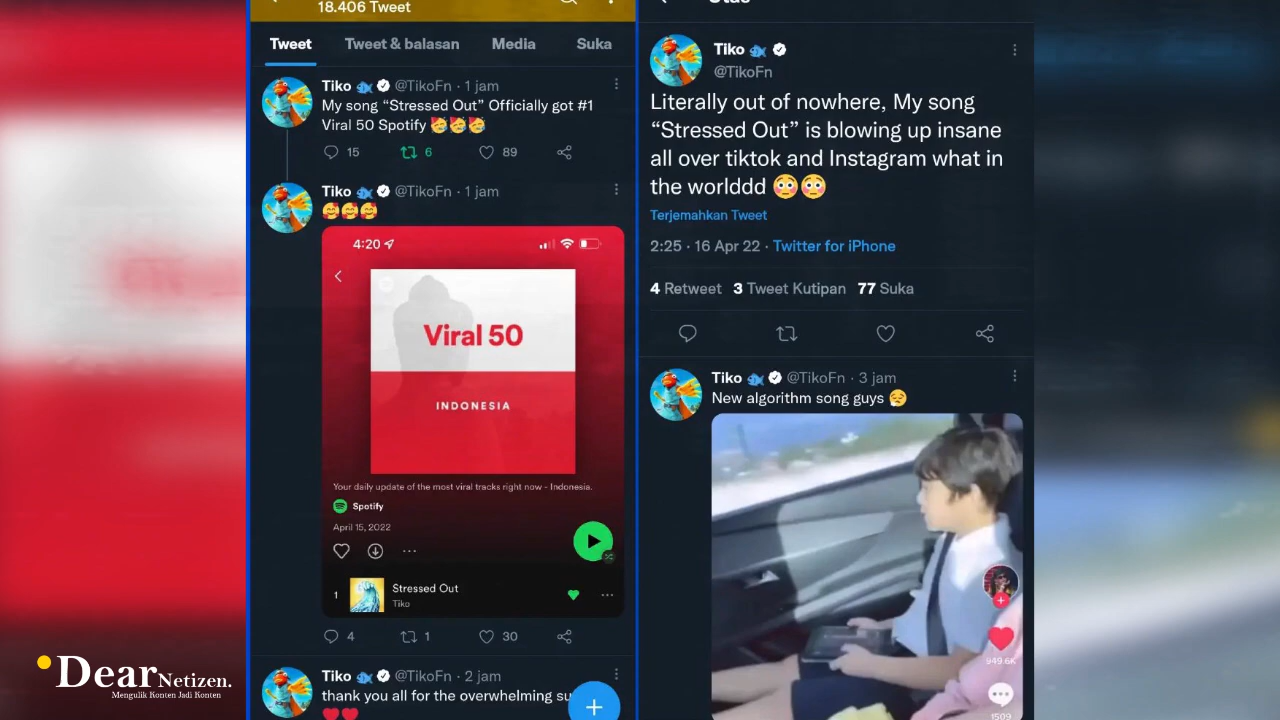 18.406 Tweet
Tweet
Tweet & balasan
Media
Suka
Tiko @TikoFn · 1 jam
My song “Stressed Out” Officially got #1
Viral 50 Spotify 🥳🥳🥳
15 6 89
Tiko @TikoFn · 1 jam
🥰🥰🥰
4:20
Viral 50
INDONESIA
Your daily update of the most viral tracks right now - Indonesia.
Spotify
April 15, 2022
1
Stressed Out
Tiko
4 1 30
Tiko @TikoFn · 2 jam
thank you all for the overwhelming su
Tiko
@TikoFn
Literally out of nowhere, My song
“Stressed Out” is blowing up insane
all over tiktok and Instagram what in
the worlddd 😳😳
Terjemahkan Tweet
2:25 · 16 Apr 22 · Twitter for iPhone
4 Retweet 3 Tweet Kutipan 77 Suka
Tiko @TikoFn · 3 jam
New algorithm song guys 😮‍💨
949.6K
1509
Dear Netizen.
Mengulik Konten Jadi Konten